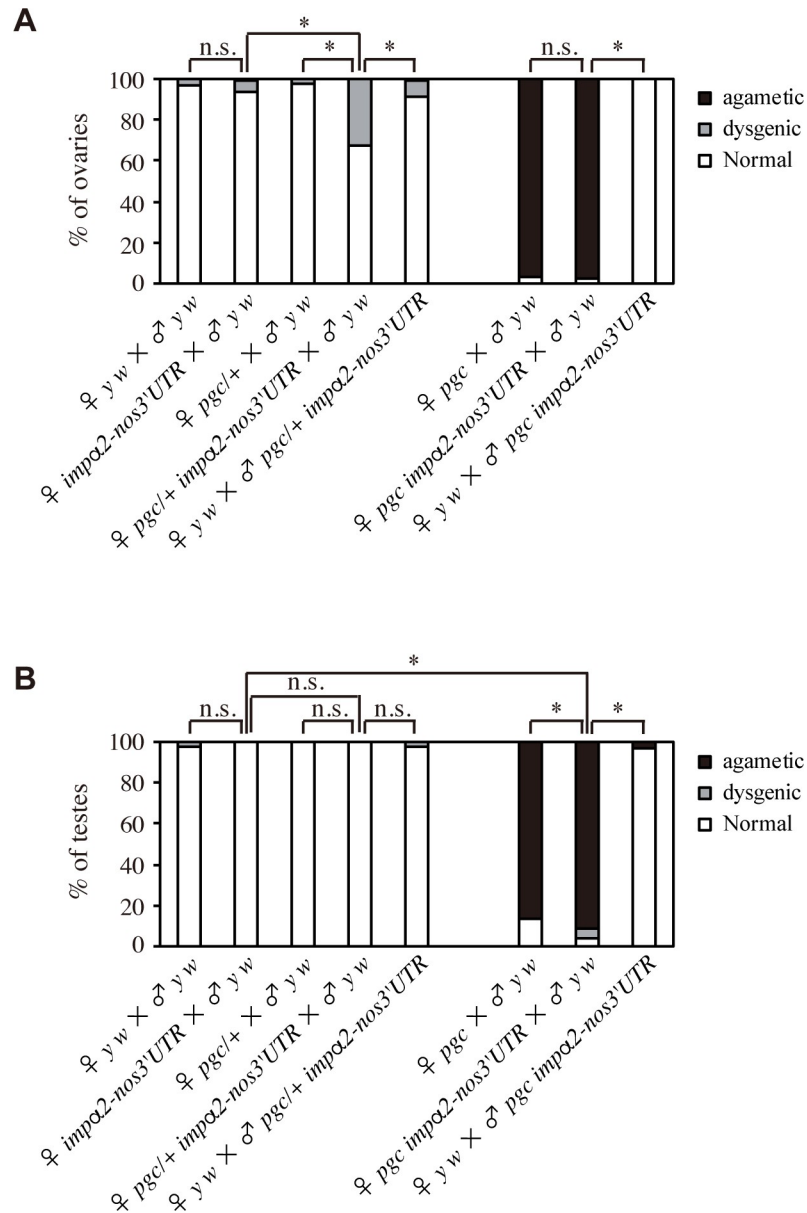 A
*
n.s. * * n.s. *
100
80
60
40
20
0
% of ovaries
agametic
dysgenic
Normal
♀ y w × ♂ y w
♀ impα2-nos3'UTR × ♂ y w
♀ pgc/+ × ♂ y w
♀ pgc/+ impα2-nos3'UTR × ♂ y w
♀ y w × ♂ pgc/+ impα2-nos3'UTR
♀ pgc × ♂ y w
♀ pgc impα2-nos3'UTR × ♂ y w
♀ y w × ♂ pgc impα2-nos3'UTR
B
*
n.s.
n.s. n.s. n.s. * *
100
80
60
40
20
0
% of testes
agametic
dysgenic
Normal
♀ y w × ♂ y w
♀ impα2-nos3'UTR × ♂ y w
♀ pgc/+ × ♂ y w
♀ pgc/+ impα2-nos3'UTR × ♂ y w
♀ y w × ♂ pgc/+ impα2-nos3'UTR
♀ pgc × ♂ y w
♀ pgc impα2-nos3'UTR × ♂ y w
♀ y w × ♂ pgc impα2-nos3'UTR